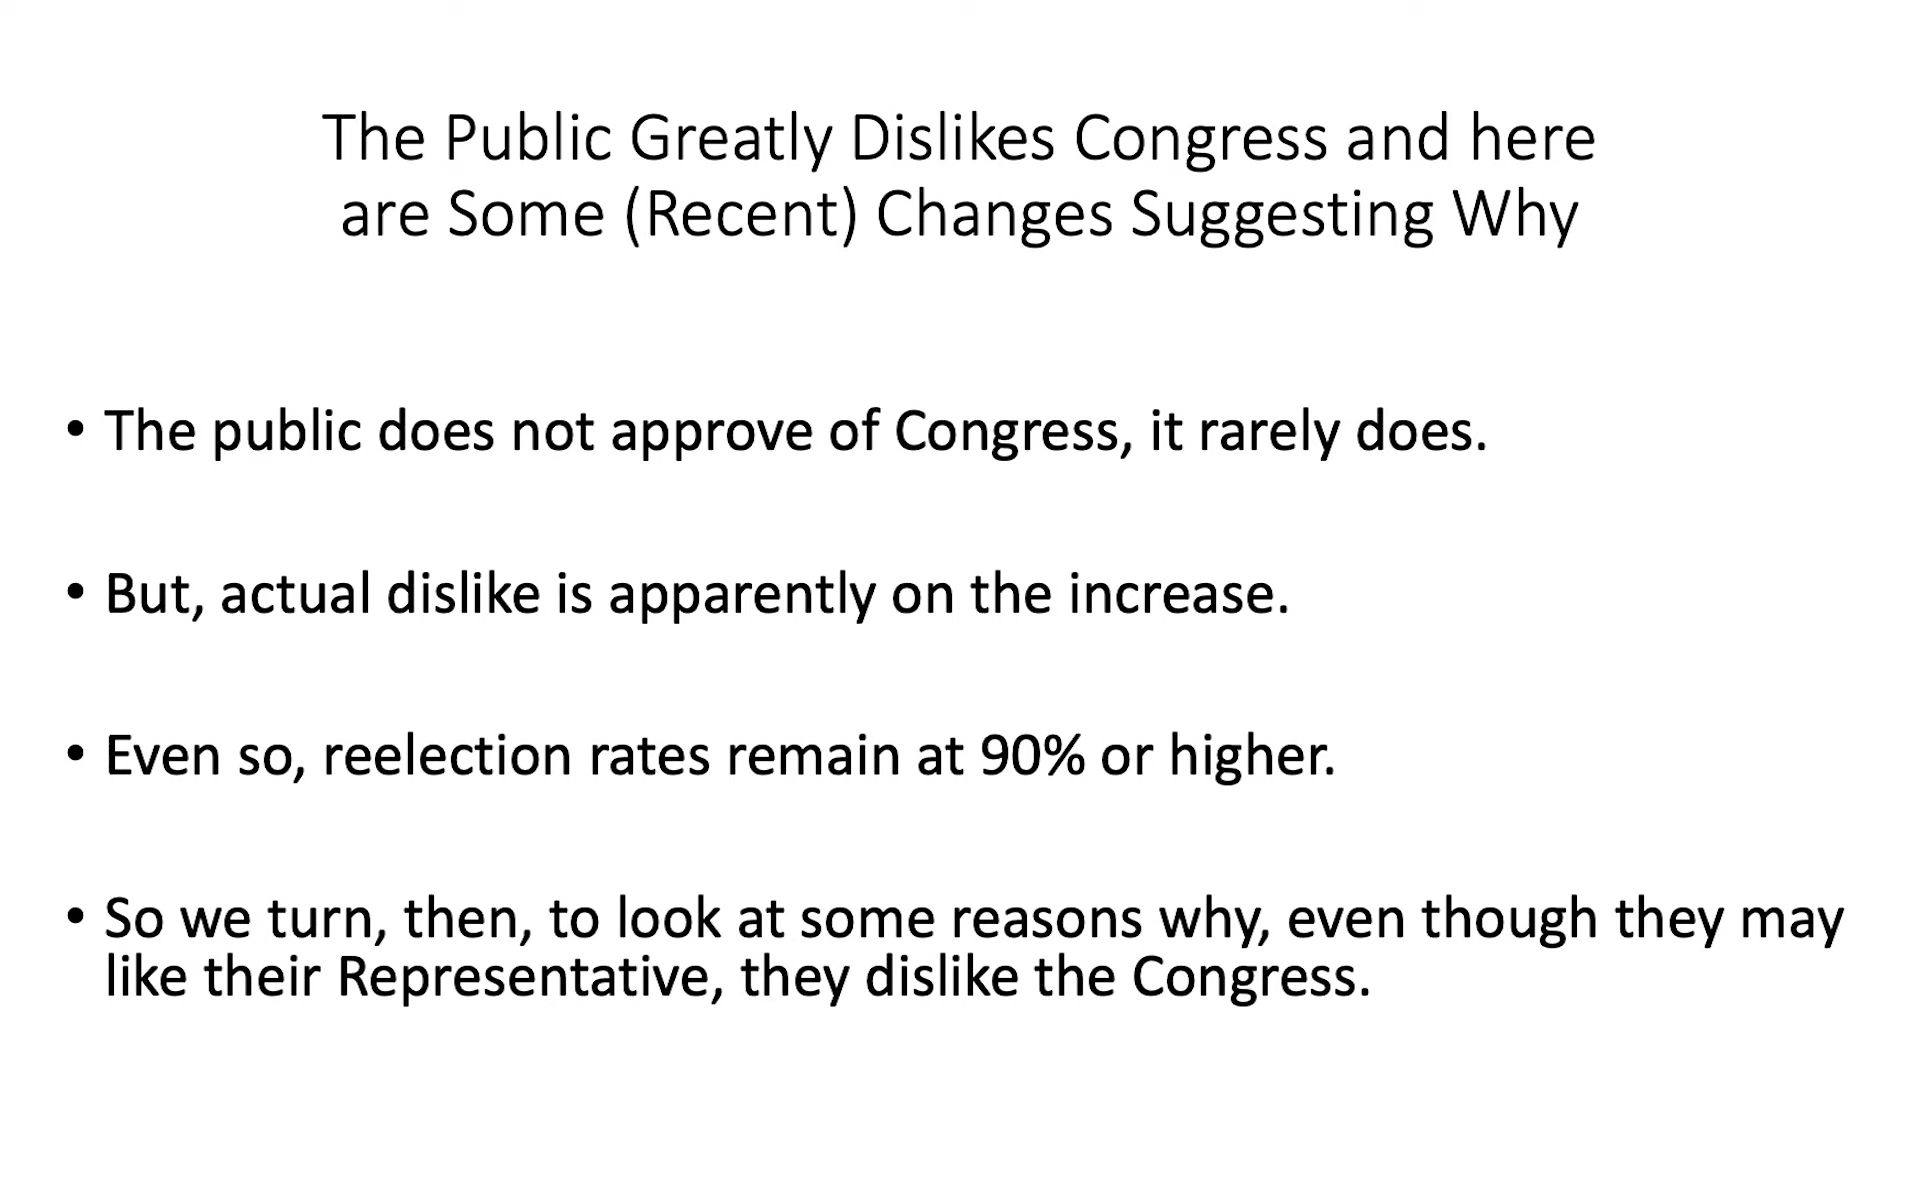 The Public Greatly Dislikes Congress and here
are Some (Recent) Changes Suggesting Why
• The public does not approve of Congress, it rarely does.
• But, actual dislike is apparently on the increase.
• Even so, reelection rates remain at 90% or higher.
• So we turn, then, to look at some reasons why, even though they may
like their Representative, they dislike the Congress.